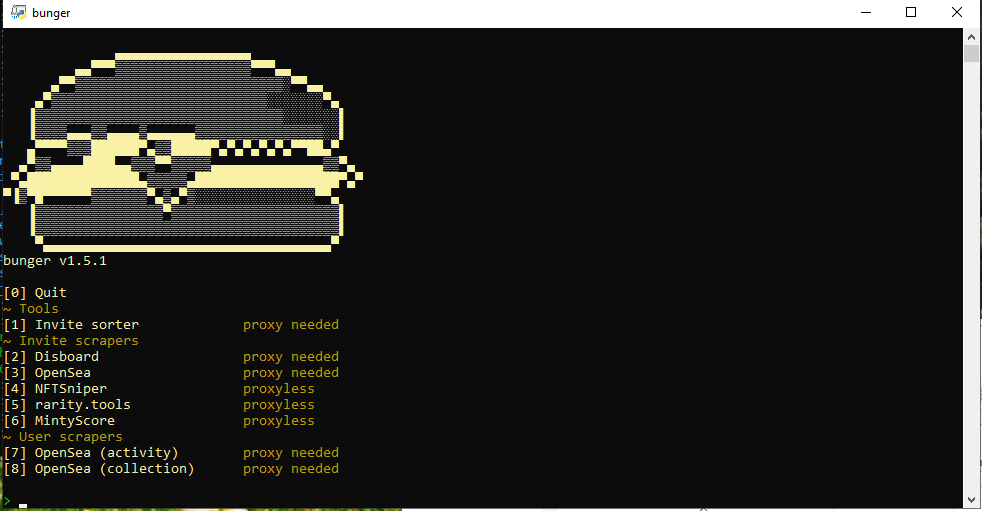 bunger
bunger v1.5.1
[0] Quit
~ Tools
[1] Invite sorter proxy needed
~ Invite scrapers
[2] Disboard proxy needed
[3] OpenSea proxy needed
[4] NFTSniper proxyless
[5] rarity.tools proxyless
[6] MintyScore proxyless
~ User scrapers
[7] OpenSea (activity) proxy needed
[8] OpenSea (collection) proxy needed
>